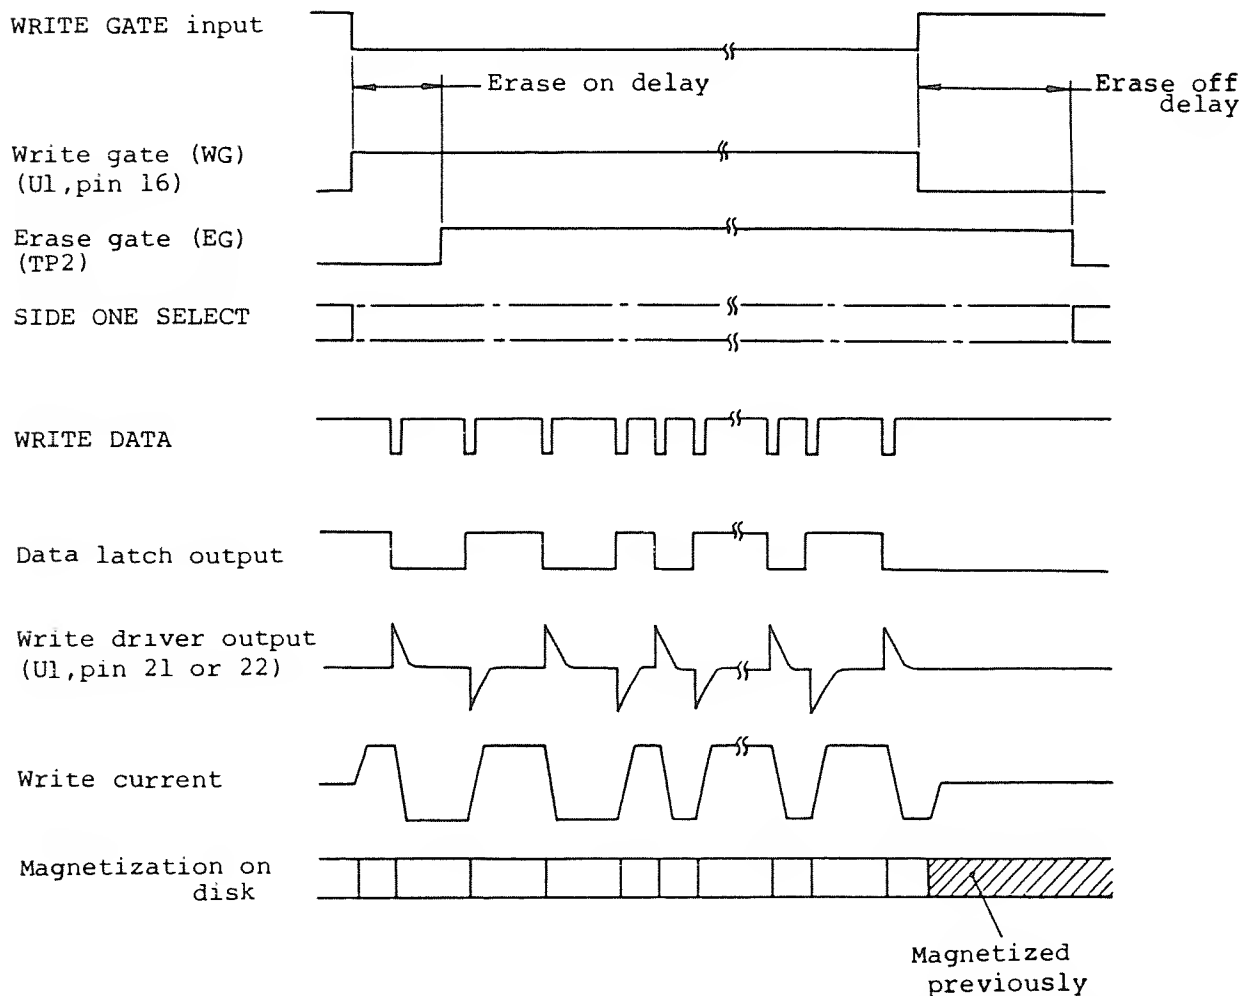 WRITE GATE input
Erase on delay
Erase off
delay
Write gate (WG)
(U1,pin 16)
Erase gate (EG)
(TP2)
SIDE ONE SELECT
WRITE DATA
Data latch output
Write driver output
(U1,pin 21 or 22)
Write current
Magnetization on
disk
Magnetized
previously